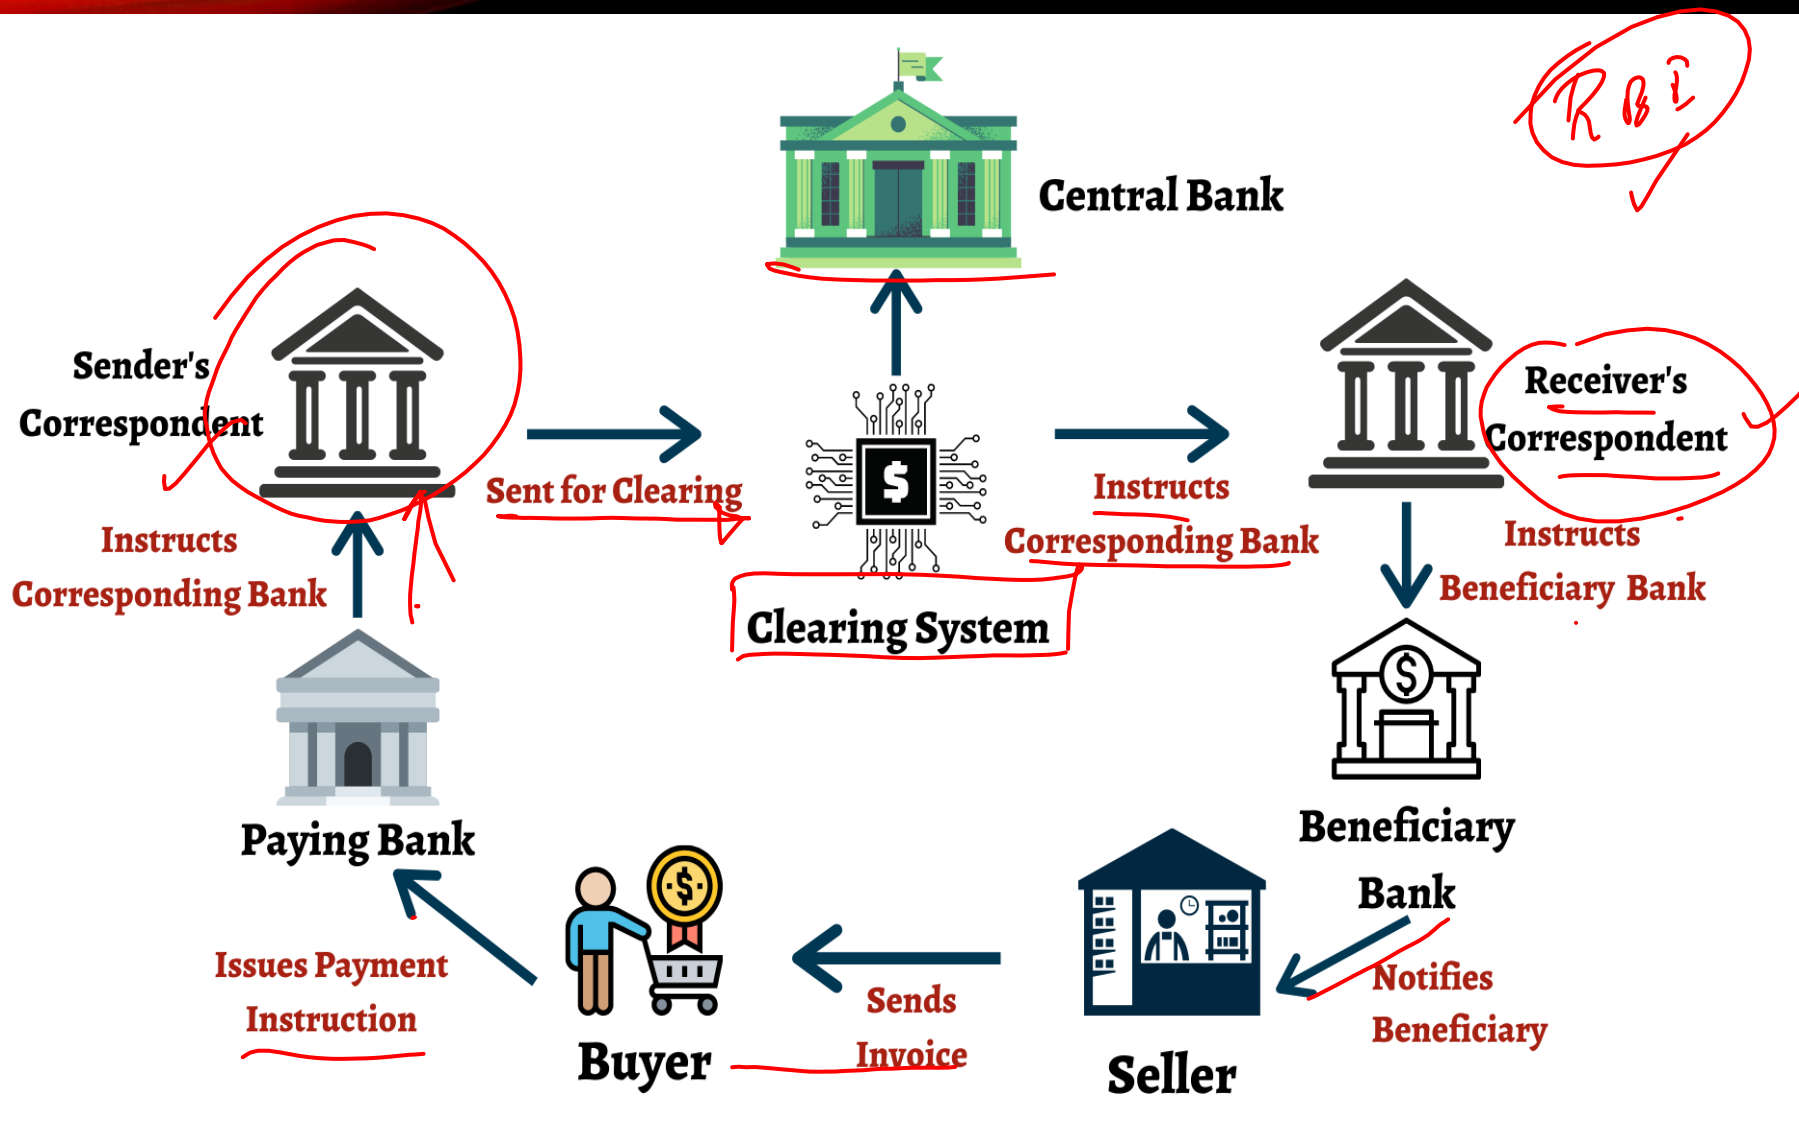 RBI
Central Bank
Sender's
Correspondent
Receiver's
Correspondent
Sent for Clearing
Instructs
Corresponding Bank
Instructs
Corresponding Bank
Instructs
Beneficiary Bank
$
Clearing System
$
Paying Bank
Beneficiary
Bank
$
Issues Payment
Instruction
Sends
Invoice
Notifies
Beneficiary
Buyer
Seller